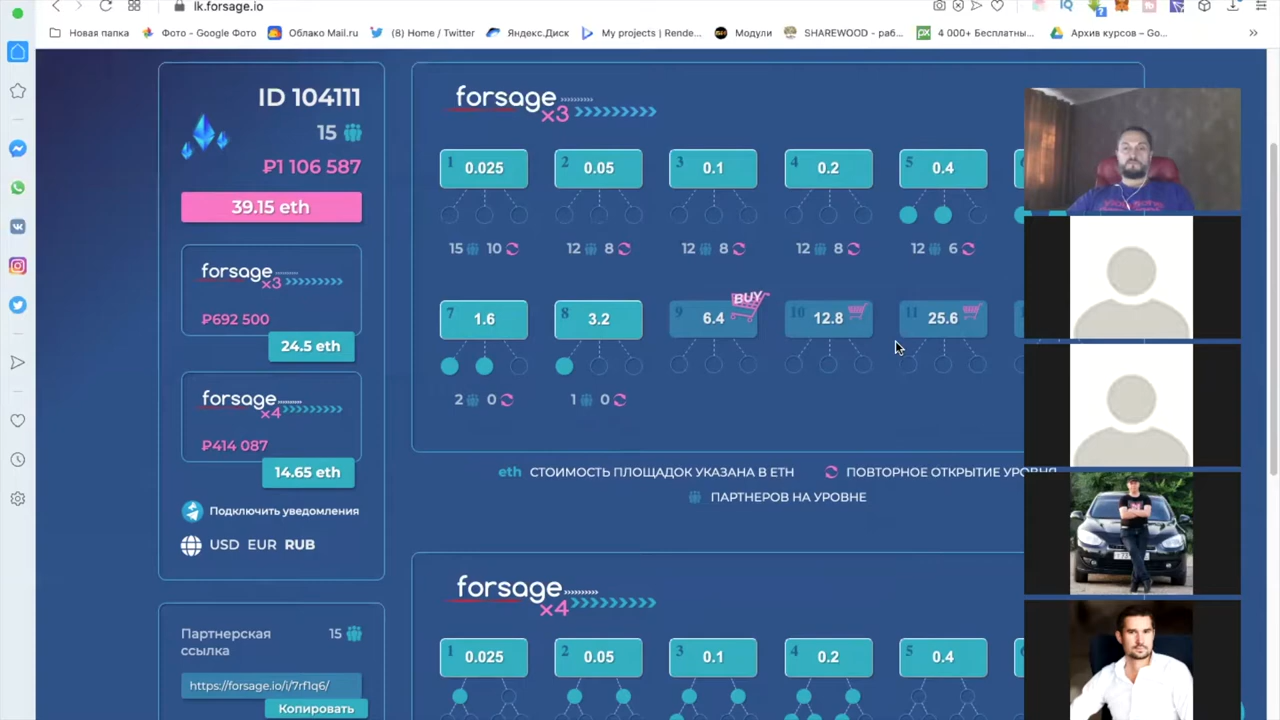 lk.forsage.io
Новая папка
Фото - Google Фото
Облако Mail.ru
(8) Home / Twitter
Яндекс.Диск
My projects | Rende...
Модули
SHAREWOOD - раб...
4 000+ Бесплатны...
Архив курсов – Go...
ID 104111
15
₽1 106 587
39.15 eth
forsage
x3
₽692 500
24.5 eth
forsage
x4
₽414 087
14.65 eth
Подключить уведомления
USD EUR RUB
Партнерская
ссылка
15
https://forsage.io/i/7rf1q6/
Копировать
forsage
x3
1 0.025
2 0.05
3 0.1
4 0.2
5 0.4
15 10
12 8
12 8
12 8
12 6
7 1.6
8 3.2
9 6.4 BUY
10 12.8
11 25.6
2 0
1 0
eth СТОИМОСТЬ ПЛОЩАДОК УКАЗАНА В ETH
ПОВТОРНОЕ ОТКРЫТИЕ УРОВНЯ
ПАРТНЕРОВ НА УРОВНЕ
forsage
x4
1 0.025
2 0.05
3 0.1
4 0.2
5 0.4